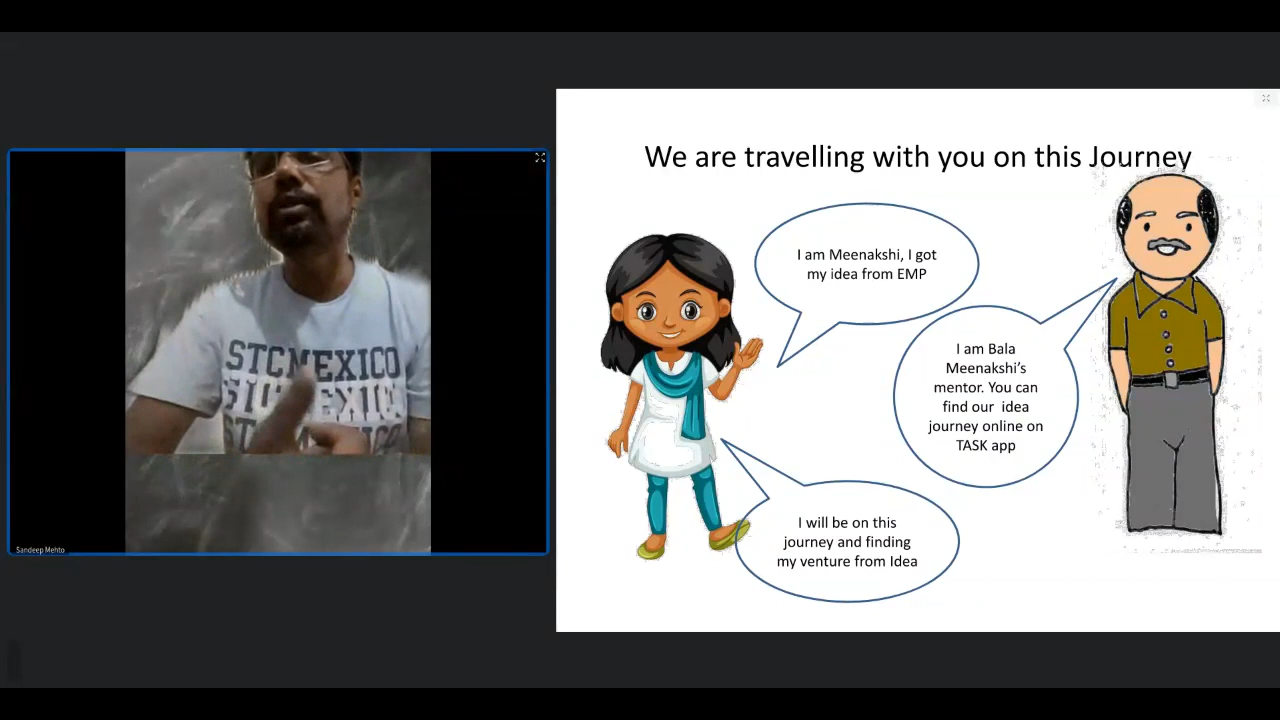 We are travelling with you on this Journey
I am Meenakshi, I got
my idea from EMP
I am Bala
Meenakshi's
mentor. You can
find our idea
journey online on
TASK app
I will be on this
journey and finding
my venture from Idea
STCMEXICO
STCMEXICO
Sandeep Mehto